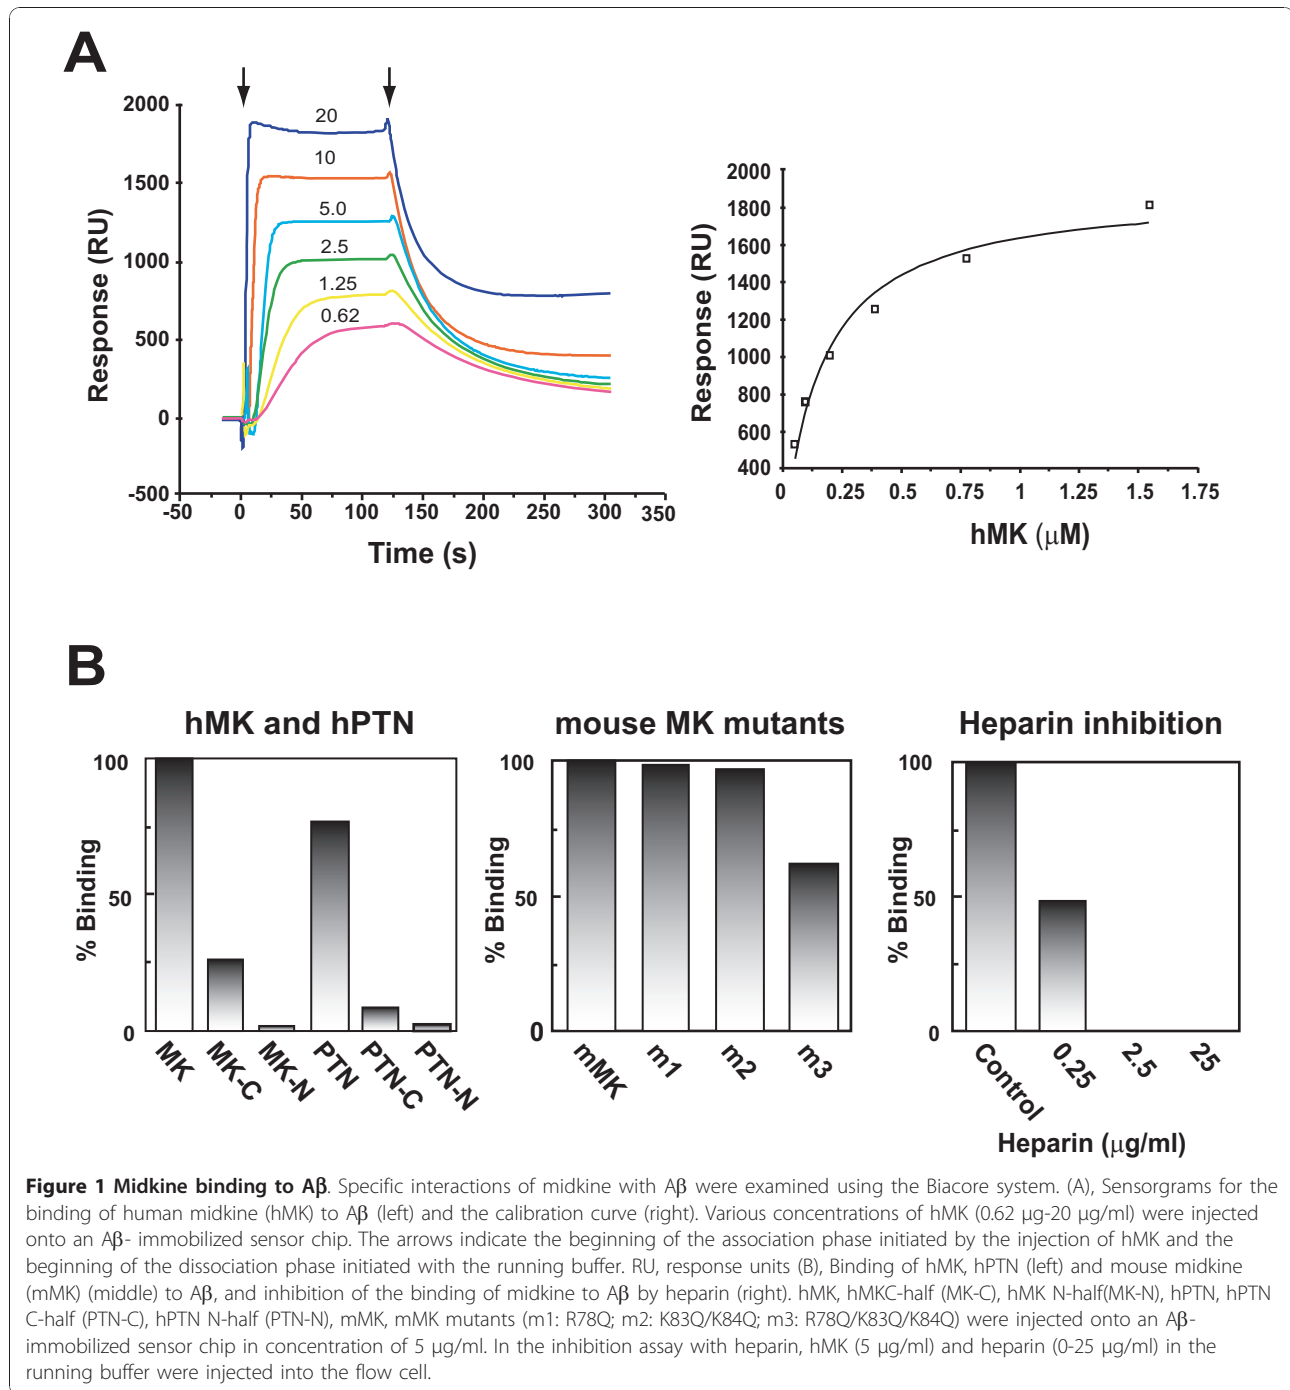 A
2000
1500
1000
500
0
-500
Response (RU)
20
10
5.0
2.5
1.25
0.62
-50 0 50 100 150 200 250 300 350
Time (s)
2000
1800
1600
1400
1200
1000
800
600
400
Response (RU)
0 0.25 0.5 0.75 1 1.25 1.5 1.75
hMK (μM)
B
hMK and hPTN
100
50
0
% Binding
MK
MK-C
MK-N
PTN
PTN-C
PTN-N
mouse MK mutants
100
50
0
% Binding
mMK
m1
m2
m3
Heparin inhibition
100
50
0
% Binding
Control
0.25
2.5
25
Heparin (μg/ml)
Figure 1 Midkine binding to Aβ. Specific interactions of midkine with Aβ were examined using the Biacore system. (A), Sensorgrams for the
binding of human midkine (hMK) to Aβ (left) and the calibration curve (right). Various concentrations of hMK (0.62 μg-20 μg/ml) were injected
onto an Aβ- immobilized sensor chip. The arrows indicate the beginning of the association phase initiated by the injection of hMK and the
beginning of the dissociation phase initiated with the running buffer. RU, response units (B), Binding of hMK, hPTN (left) and mouse midkine
(mMK) (middle) to Aβ, and inhibition of the binding of midkine to Aβ by heparin (right). hMK, hMKC-half (MK-C), hMK N-half(MK-N), hPTN, hPTN
C-half (PTN-C), hPTN N-half (PTN-N), mMK, mMK mutants (m1: R78Q; m2: K83Q/K84Q; m3: R78Q/K83Q/K84Q) were injected onto an Aβ-
immobilized sensor chip in concentration of 5 μg/ml. In the inhibition assay with heparin, hMK (5 μg/ml) and heparin (0-25 μg/ml) in the
running buffer were injected into the flow cell.